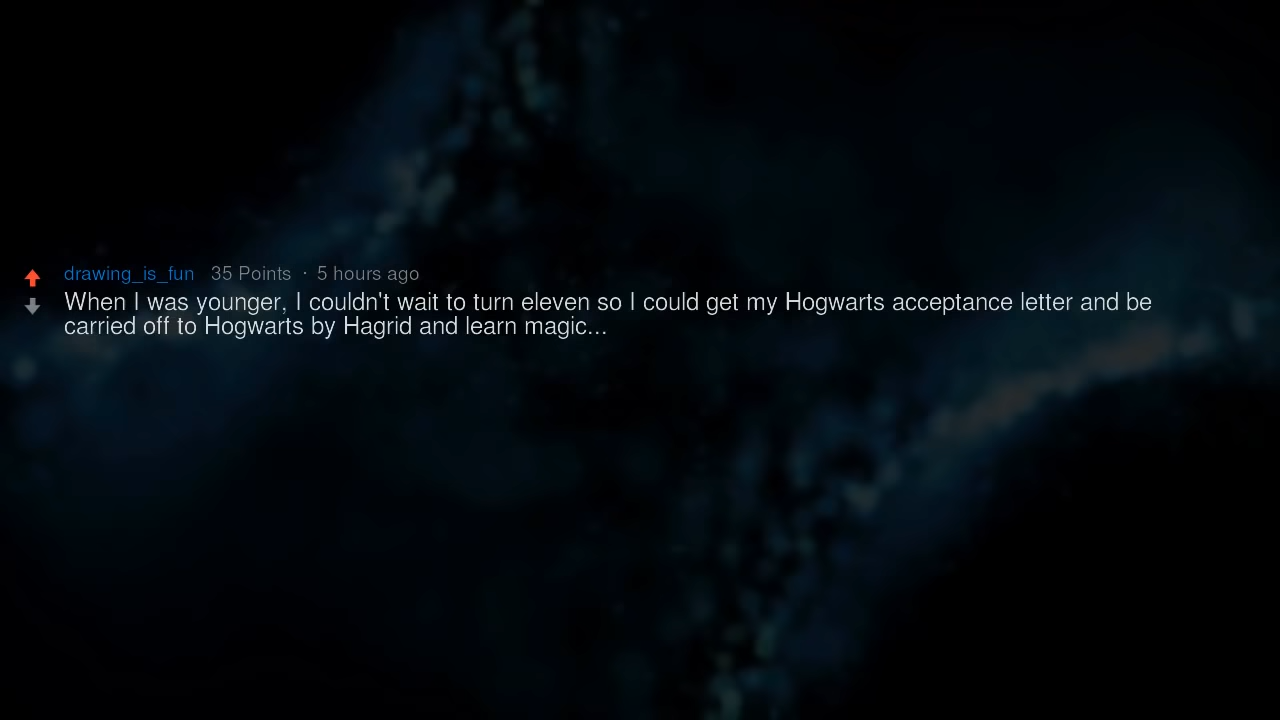 drawing_is_fun 35 Points · 5 hours ago
When I was younger, I couldn't wait to turn eleven so I could get my Hogwarts acceptance letter and be
carried off to Hogwarts by Hagrid and learn magic...